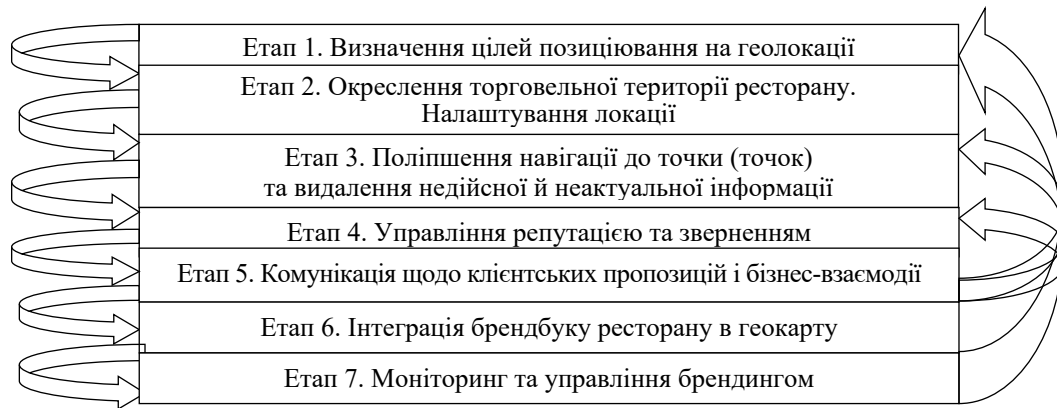 Етап 1. Визначення цілей позиціювання на геолокації
Етап 2. Окреслення торговельної території ресторану.
Налаштування локації
Етап 3. Поліпшення навігації до точки (точок)
та видалення недійсної й неактуальної інформації
Етап 4. Управління репутацією та зверненням
Етап 5. Комунікація щодо клієнтських пропозицій і бізнес-взаємодії
Етап 6. Інтеграція брендбуку ресторану в геокарту
Етап 7. Моніторинг та управління брендингом